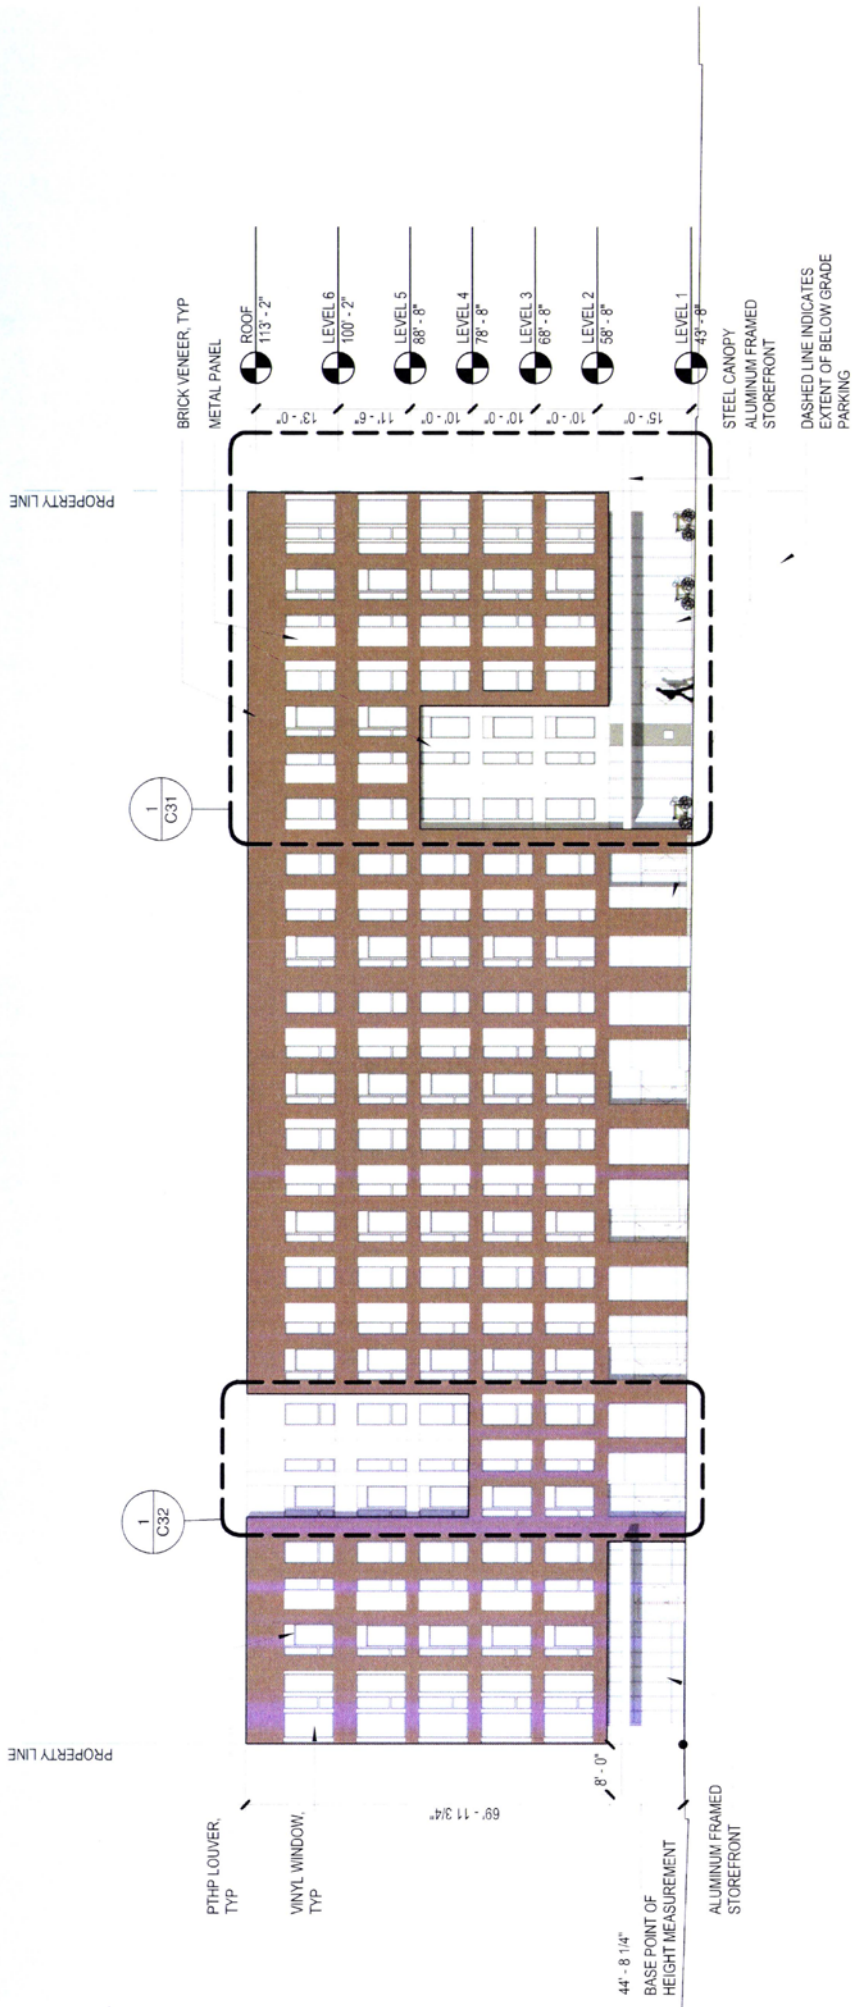 PROPERTY LINE
PROPERTY LINE
BRICK VENEER, TYP
METAL PANEL
ROOF
113' - 2"
LEVEL 6
100' - 2"
LEVEL 5
88' - 8"
LEVEL 4
78' - 8"
LEVEL 3
68' - 8"
LEVEL 2
58' - 8"
LEVEL 1
43' - 8"
13' - 0"
11' - 6"
10' - 0"
10' - 0"
10' - 0"
15' - 0"
STEEL CANOPY
ALUMINUM FRAMED
STOREFRONT
DASHED LINE INDICATES
EXTENT OF BELOW GRADE
PARKING
1
C31
1
C32
PTHP LOUVER,
TYP
VINYL WINDOW,
TYP
69' - 11 3/4"
8' - 0"
44' - 8 1/4"
BASE POINT OF
HEIGHT MEASUREMENT
ALUMINUM FRAMED
STOREFRONT